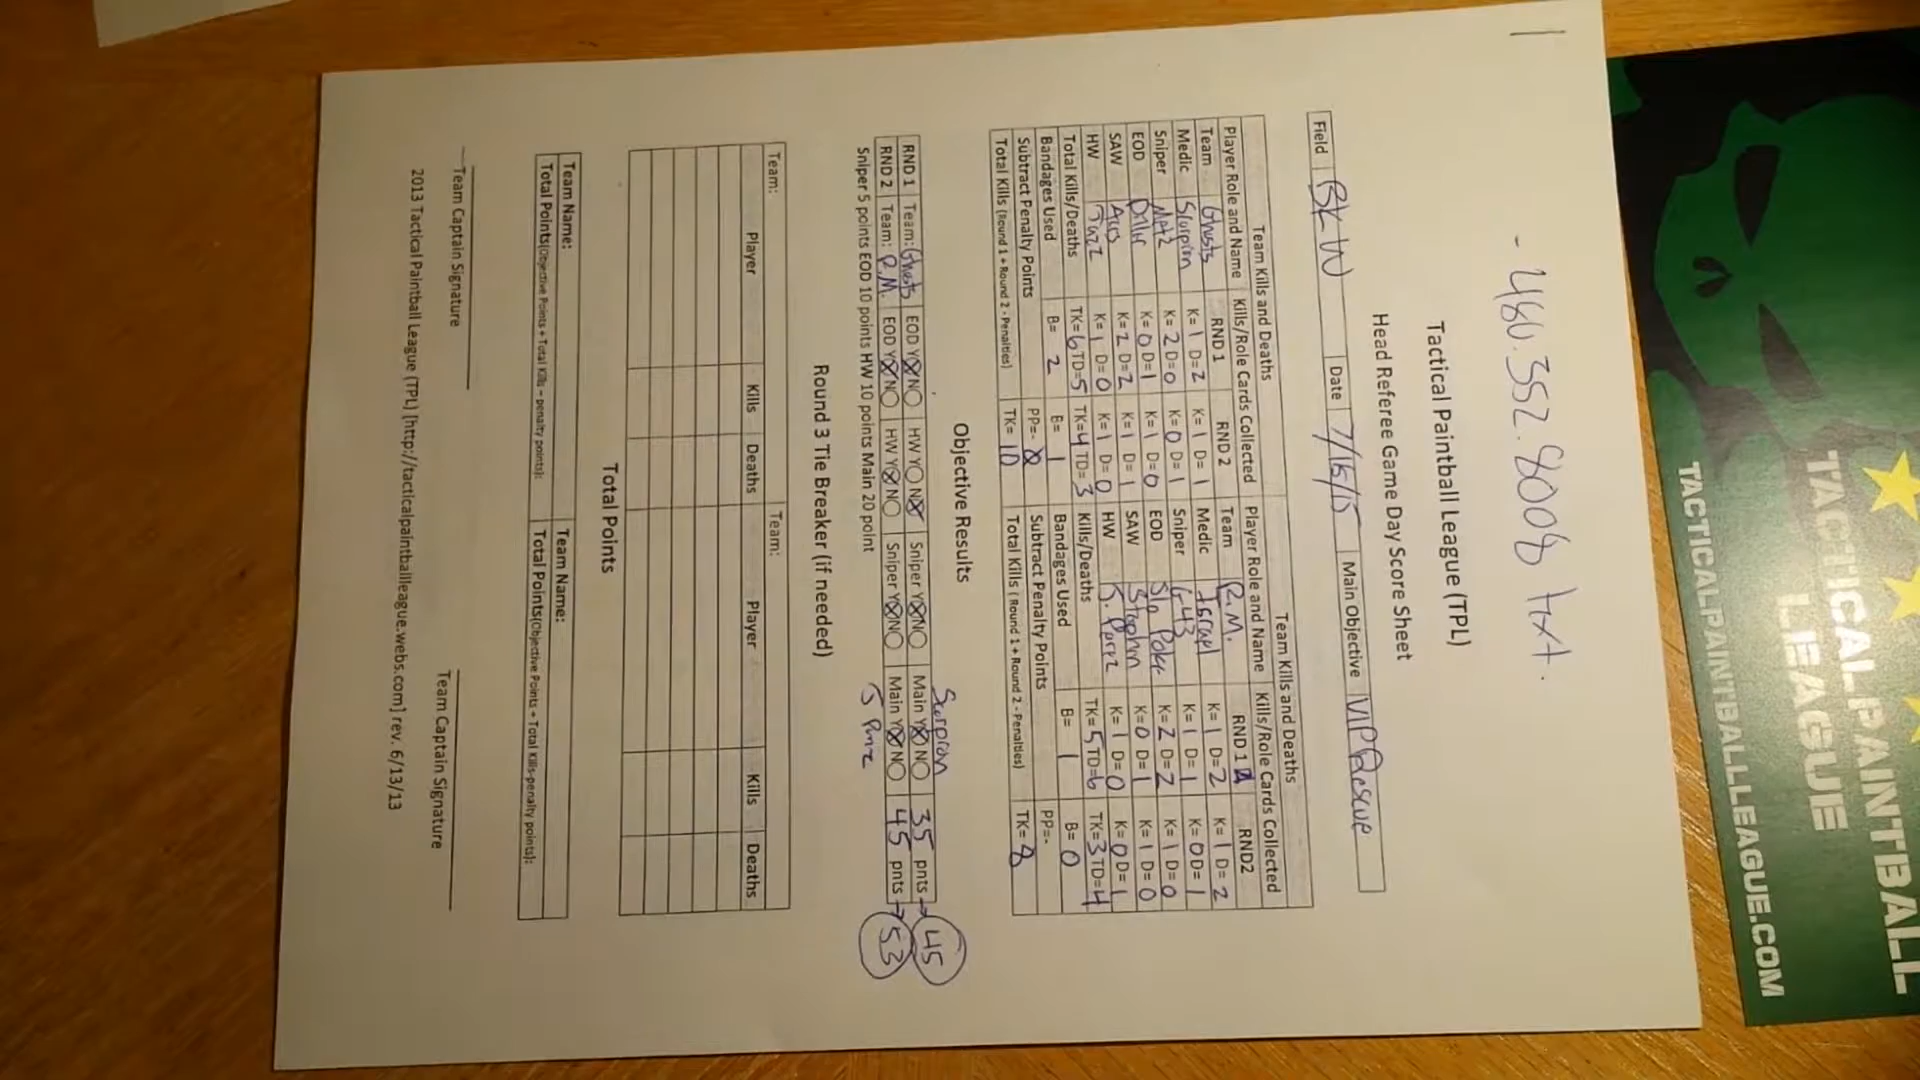 - 480.352.8008 text.
Tactical Paintball League (TPL)
Head Referee Game Day Score Sheet
Field BKW Date 7/15/15 Main Objective VIP Rescue
Team Kills and Deaths Team Kills and Deaths
Player Role and Name Kills/Role Cards Collected Player Role and Name Kills/Role Cards Collected
RND 1 RND 2 RND 1 RND2
Team Ghosts Team R.M.
Medic Scorpion K= 1 D= 2 K= 1 D= 1 Medic Israel K= 1 D= 2 K= 1 D= 2
Sniper K= 2 D= 0 K= 0 D= 1 Sniper K= 1 D= 1 K= 0 D= 1
EOD K= 0 D= 1 K= 1 D= 0 EOD K= 2 D= 2 K= 1 D= 0
SAW Aces K= 2 D= 2 K= 1 D= 1 SAW K= 0 D= 1 K= 1 D= 0
HW K= 1 D= 0 K= 1 D= 0 HW K= 1 D= 0 K= 0 D= 1
Total Kills/Deaths TK= 6 TD= 5 TK= 4 TD= 3 Kills/Deaths TK= 5 TD= 6 TK= 3 TD= 4
Bandages Used B= 2 B= 1 Bandages Used B= 1 B= 0
Subtract Penalty Points PP=- Subtract Penalty Points PP=-
Total Kills (Round 1 + Round 2 - Penalties) TK= 10 Total Kills ( Round 1 + Round 2 - Penalties) TK= 8
Objective Results
Scorpion
RND 1 Team: Ghosts EOD Y NO HW Y N Sniper Y NO Main Y NO 35 pnts 45
RND 2 Team: R.M. EOD Y NO HW Y NO Sniper Y NO Main Y NO 45 pnts 53
Sniper 5 points EOD 10 points HW 10 points Main 20 point
Round 3 Tie Breaker (if needed)
Team: Team:
Player Kills Deaths Player Kills Deaths
Total Points
Team Name: Team Name:
Total Points(Objective Points + Total Kills - penalty points): Total Points(Objective Points + Total Kills-penalty points):
Team Captain Signature Team Captain Signature
2013 Tactical Paintball League (TPL) [http://tacticalpaintballleague.webs.com] rev. 6/13/13
TACTICAL PAINTBALL
LEAGUE
TACTICALPAINTBALLLEAGUE.COM